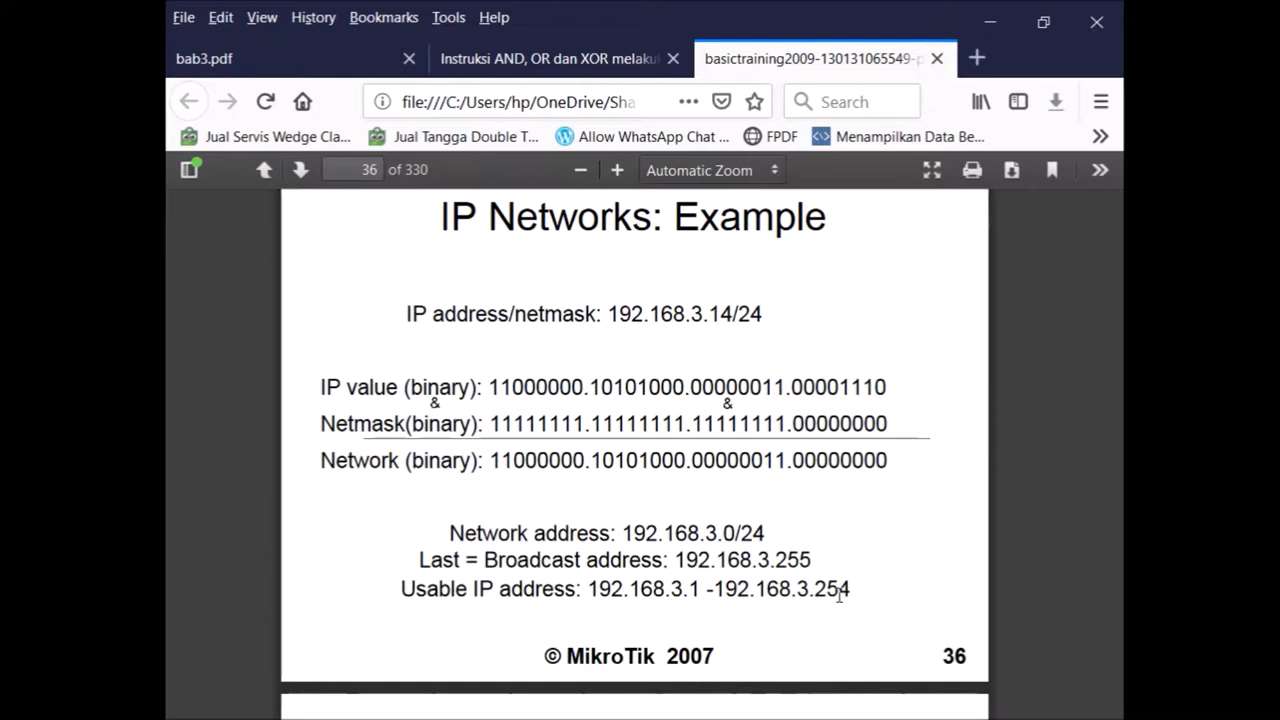 File Edit View History Bookmarks Tools Help
bab3.pdf Instruksi AND, OR dan XOR melaku basictraining2009-130131065549-p
file:///C:/Users/hp/OneDrive/Sha Search
Jual Servis Wedge Cla... Jual Tangga Double T... Allow WhatsApp Chat ... FPDF Menampilkan Data Be...
36 of 330 Automatic Zoom
IP Networks: Example
IP address/netmask: 192.168.3.14/24
IP value (binary): 11000000.10101000.00000011.00001110
& &
Netmask(binary): 11111111.11111111.11111111.00000000
Network (binary): 11000000.10101000.00000011.00000000
Network address: 192.168.3.0/24
Last = Broadcast address: 192.168.3.255
Usable IP address: 192.168.3.1 -192.168.3.254
© MikroTik 2007 36